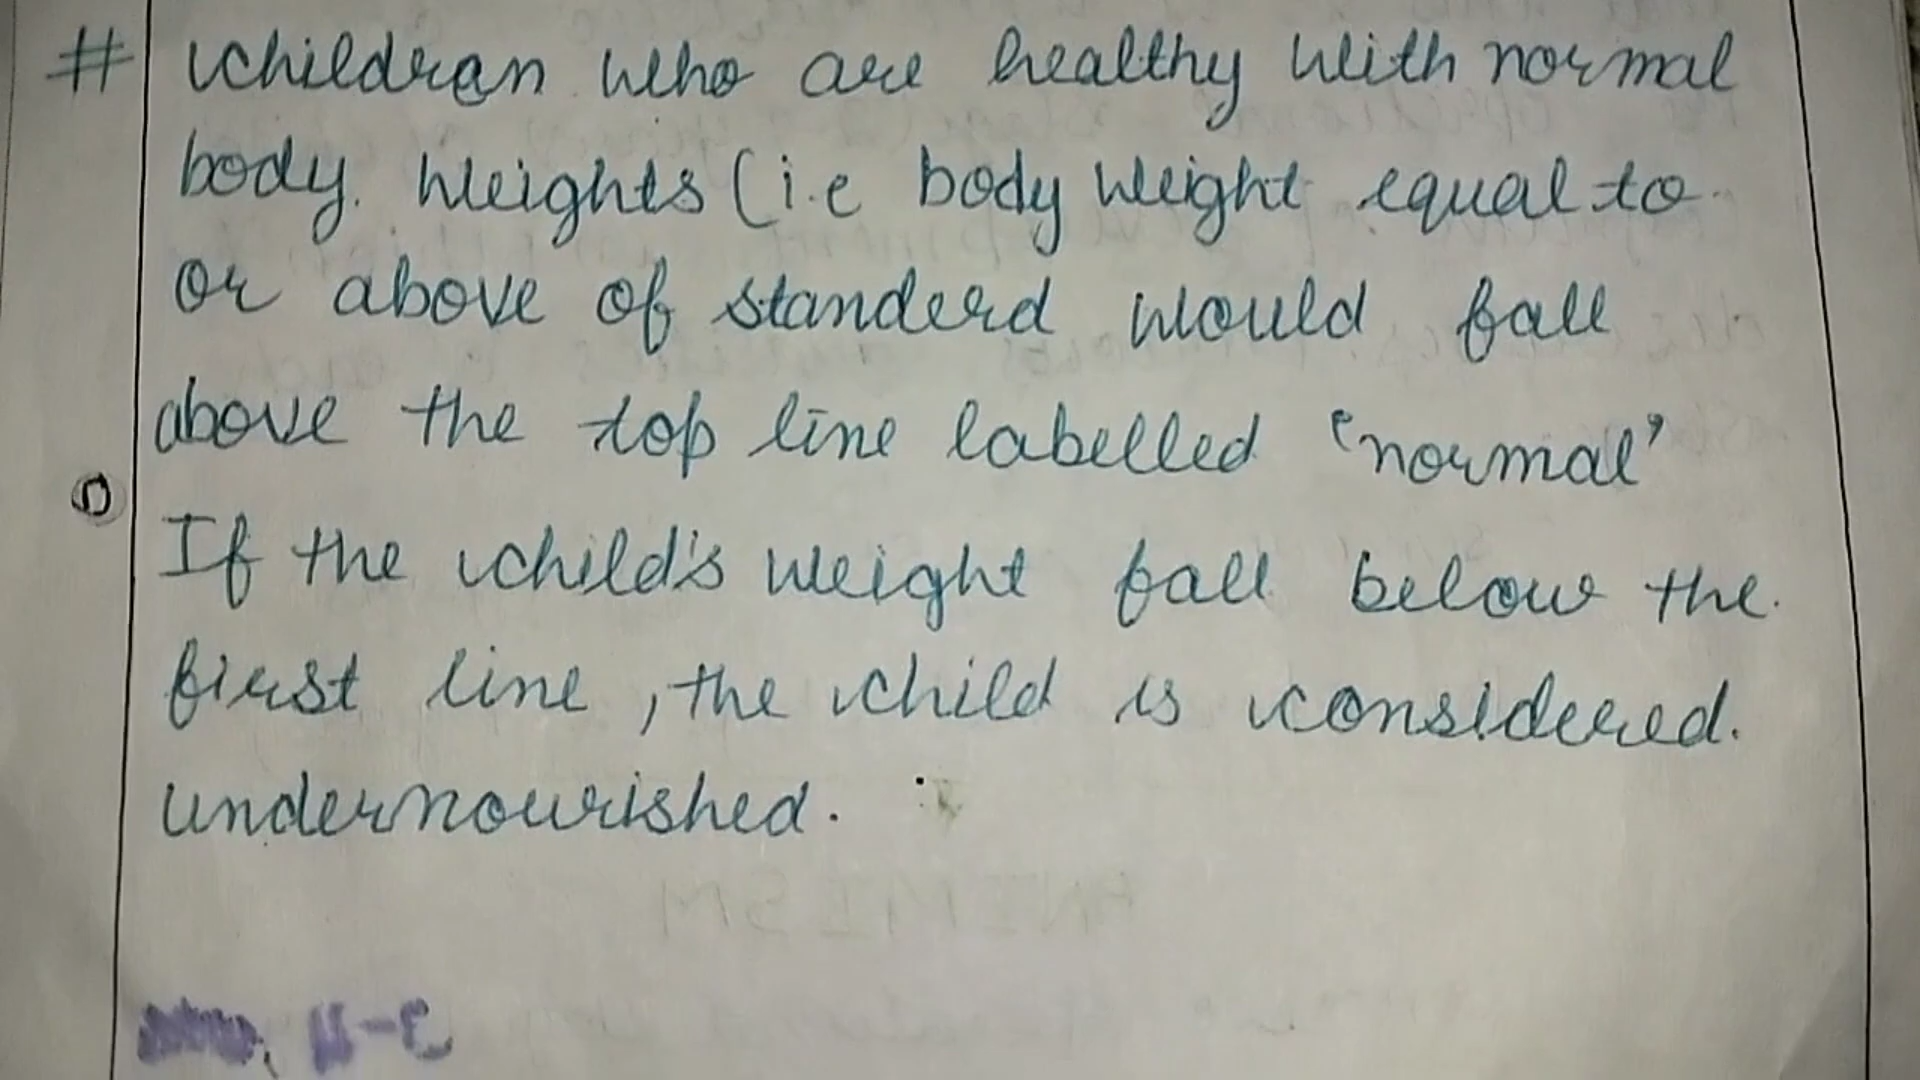 # children who are healthy with normal
body. weights (i.e body weight equal to
or above of standerd would fall
above the top line labelled 'normal'
If the child's weight fall below the.
first line, the child is considered.
undernourished.